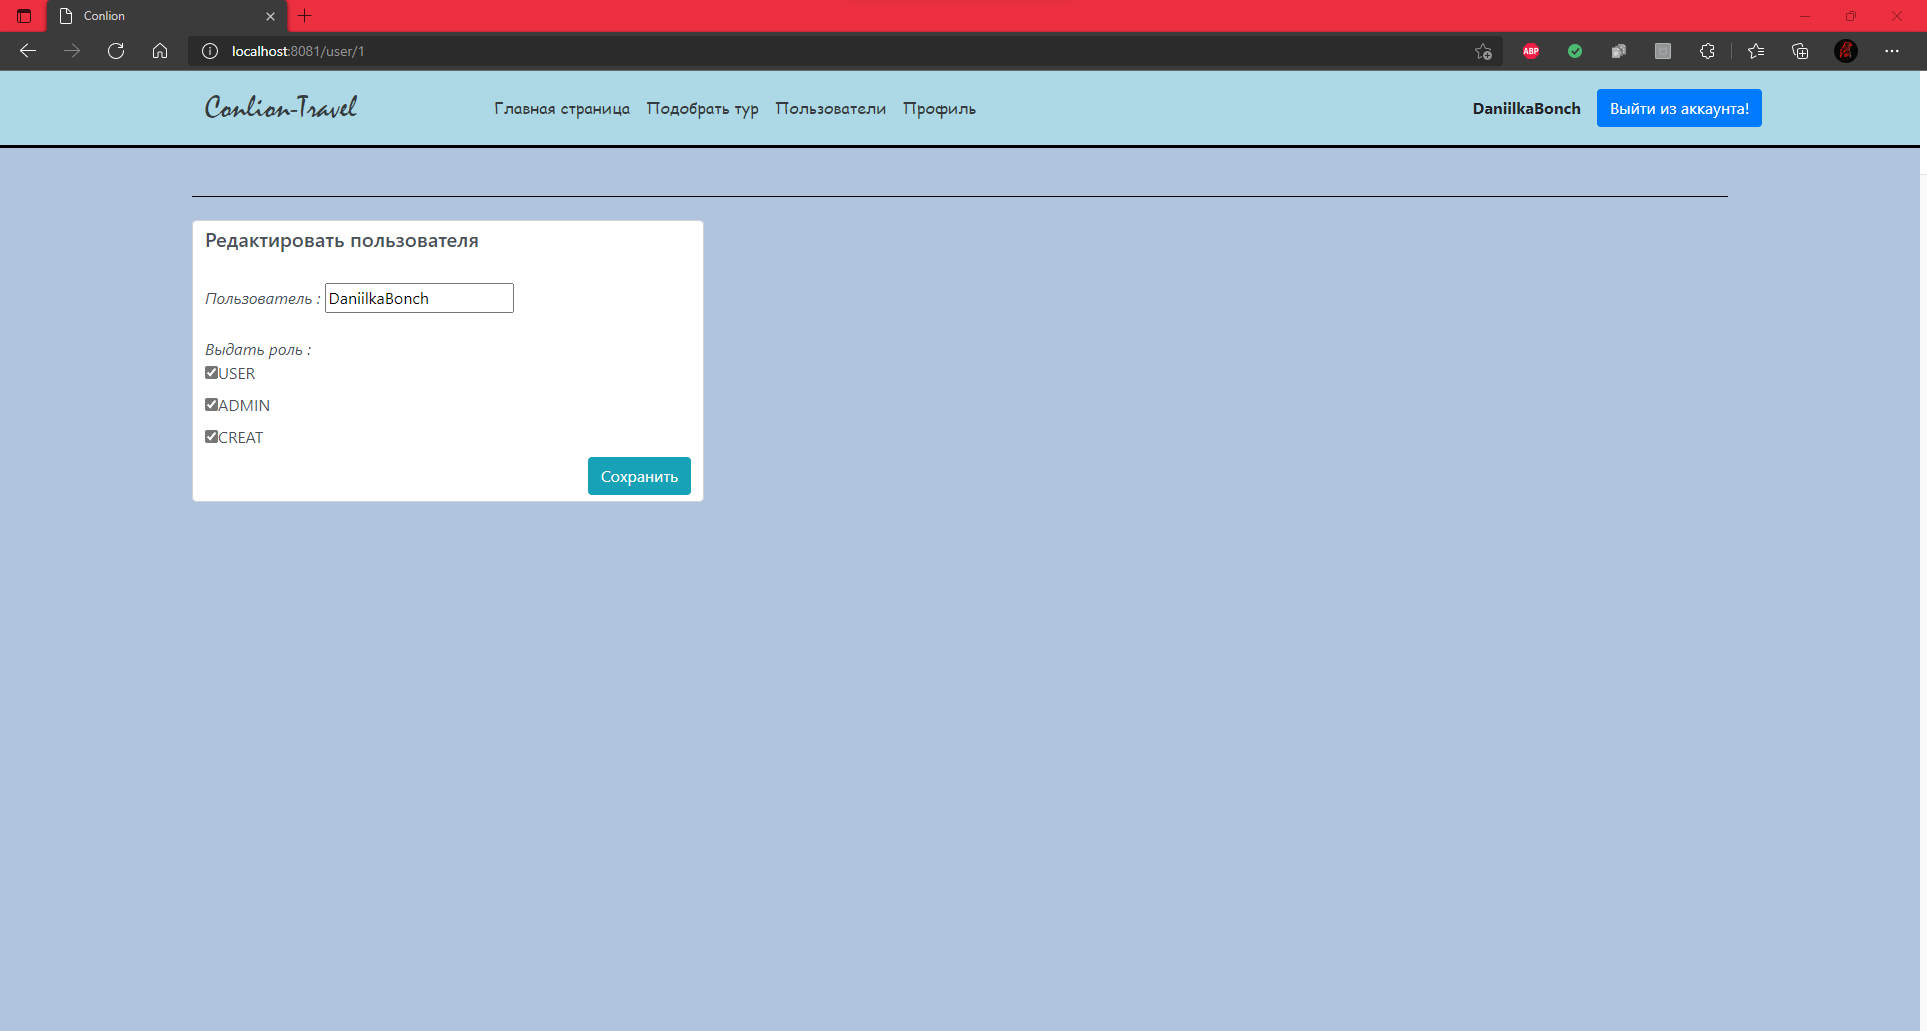 Conlion
localhost:8081/user/1
ABP
Conlion-Travel
Главная страница Подобрать тур Пользователи Профиль
DaniilkaBonch
Выйти из аккаунта!
Редактировать пользователя
Пользователь : DaniilkaBonch
Выдать роль :
USER
ADMIN
CREAT
Сохранить